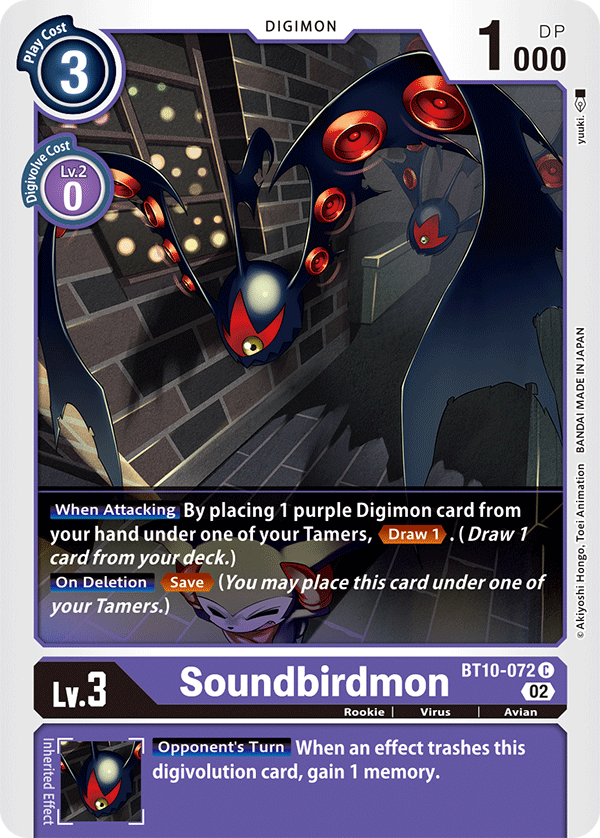 DIGIMON
Play Cost
3
1000
DP
Digivolve Cost
Lv.2
0
yuuki.
© Akiyoshi Hongo, Toei Animation BANDAI MADE IN JAPAN
When Attacking By placing 1 purple Digimon card from
your hand under one of your Tamers, Draw 1 . (Draw 1
card from your deck.)
On Deletion Save (You may place this card under one of
your Tamers.)
Lv.3
Soundbirdmon
BT10-072 C
02
Rookie | Virus | Avian
Inherited Effect
Opponent's Turn When an effect trashes this
digivolution card, gain 1 memory.